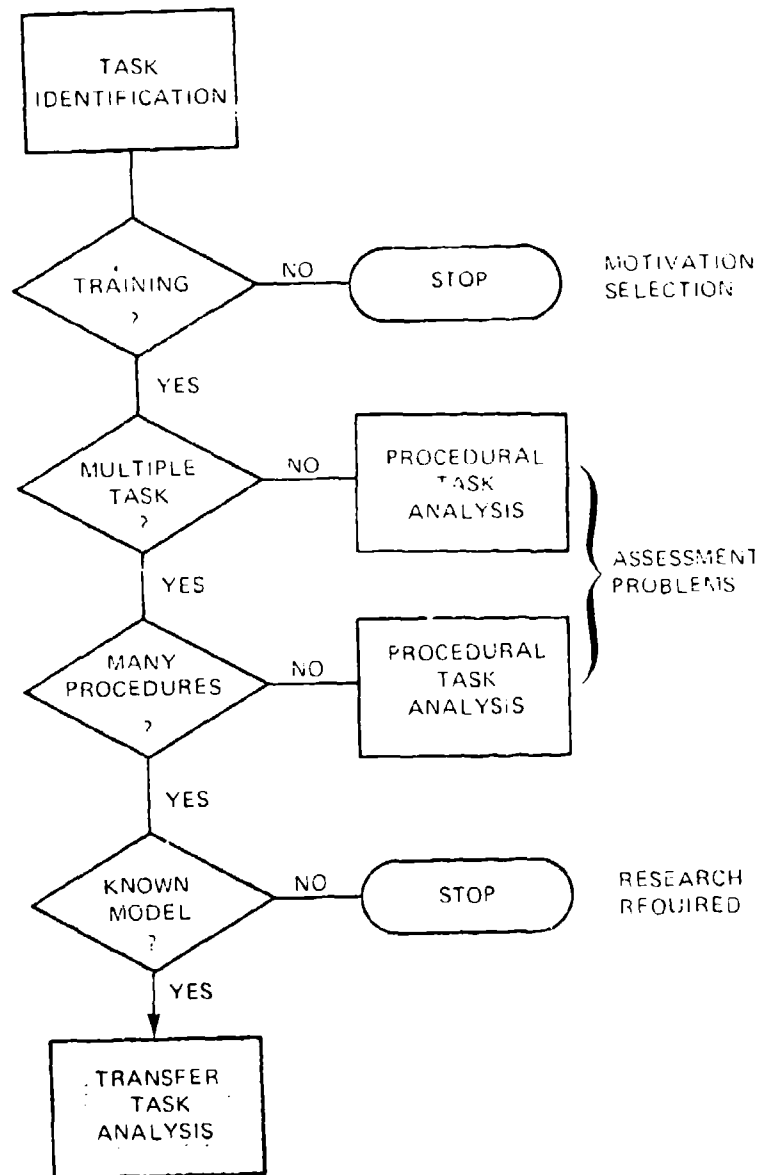 TASK
IDENTIFICATION
TRAINING
?
NO
STOP
MOTIVATION
SELECTION
YES
MULTIPLE
TASK
?
NO
PROCEDURAL
TASK
ANALYSIS
YES
ASSESSMENT
PROBLEMS
MANY
PROCEDURES
?
NO
PROCEDURAL
TASK
ANALYSIS
YES
KNOWN
MODEL
?
NO
STOP
RESEARCH
REQUIRED
YES
TRANSFER
TASK
ANALYSIS